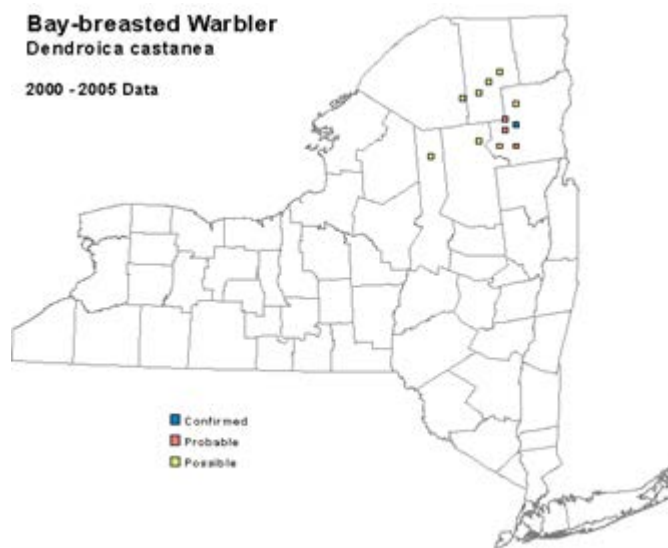 Bay-breasted Warbler
Dendroica castanea
2000 - 2005 Data
Confirmed
Probable
Possible